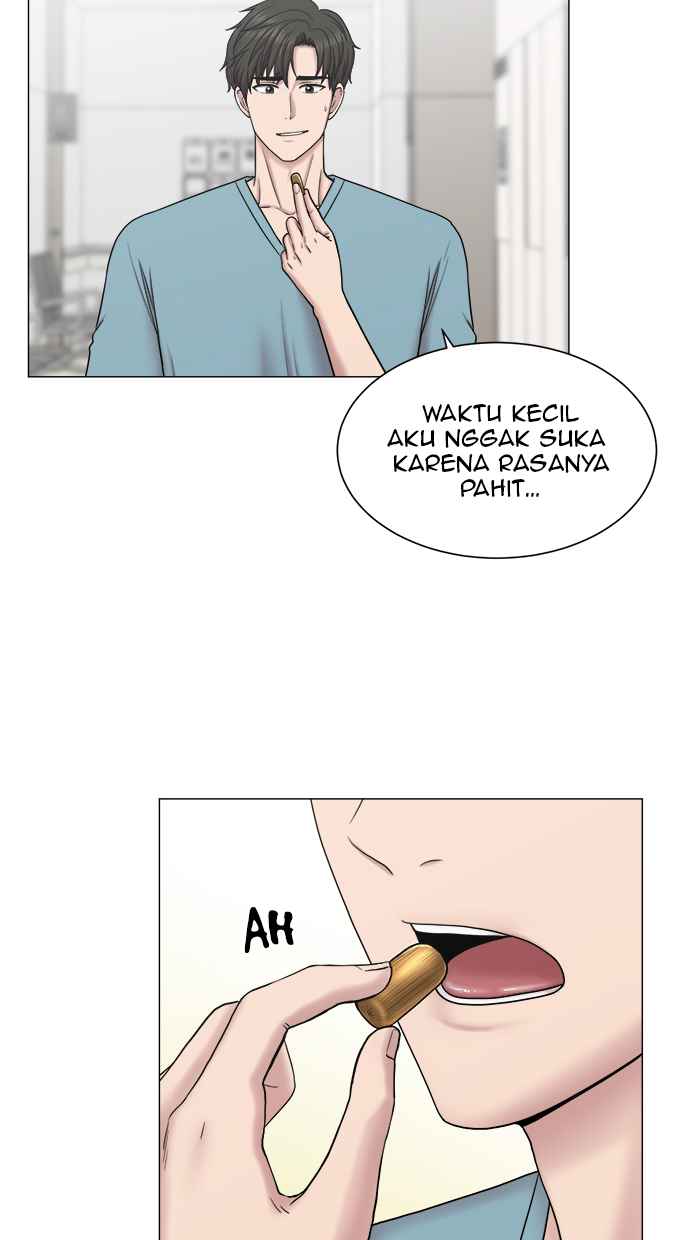 WAKTU KECIL
AKU NGGAK SUKA
KARENA RASANYA
PAHIT...
AH